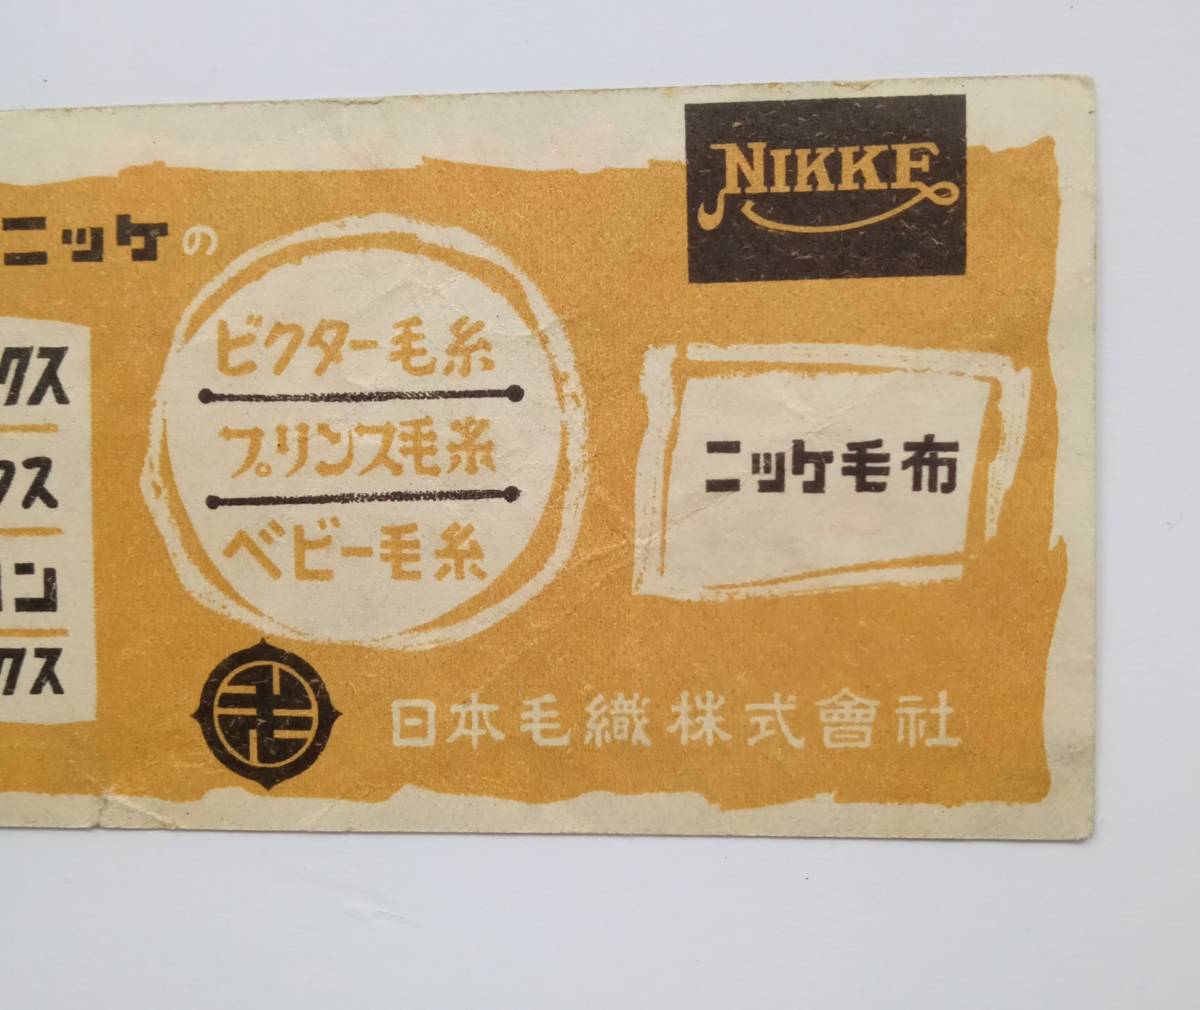 NIKKE
ニッケの
クス
クス
ン
クス
ビクター毛糸
プリンス毛糸
ベビー毛糸
ニッケ毛布
日本毛織株式會社